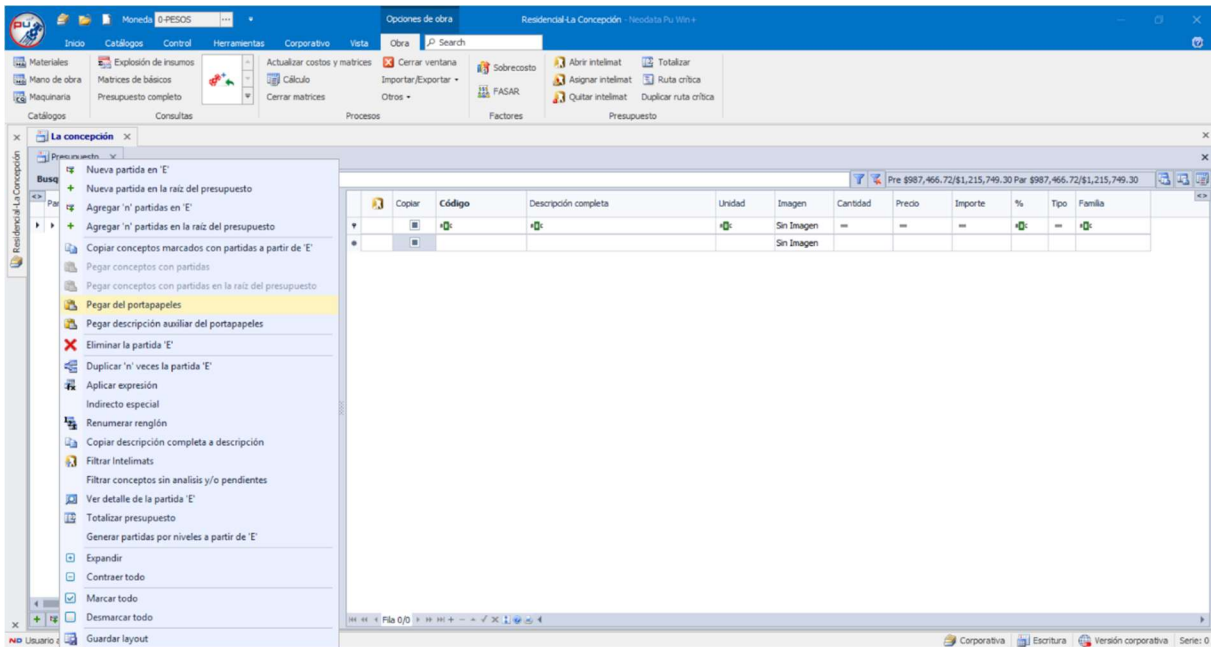 Moneda 0-PESOS Opciones de obra Residencial-La Concepción - Neodata Pu Win+
Inicio Catálogos Control Herramientas Corporativo Vista Obra Search
Materiales Explosión de insumos Actualizar costos y matrices Cerrar ventana Sobrecosto Abrir intelimat Totalizar
Mano de obra Matrices de básicos Cálculo Importar/Exportar Asignar intelimat Ruta crítica
Maquinaria Presupuesto completo Cerrar matrices Otros FASAR Quitar intelimat Duplicar ruta crítica
Catálogos Consultas Procesos Factores Presupuesto
La concepción
Presupuesto
Residencial-La Concepción
Busq Pre $987,466.72/$1,215,749.30 Par $987,466.72/$1,215,749.30
Par Copiar Código Descripción completa Unidad Imagen Cantidad Precio Importe % Tipo Familia
Sin Imagen
Sin Imagen
Nueva partida en 'E'
Nueva partida en la raíz del presupuesto
Agregar 'n' partidas en 'E'
Agregar 'n' partidas en la raíz del presupuesto
Copiar conceptos marcados con partidas a partir de 'E'
Pegar conceptos con partidas
Pegar conceptos con partidas en la raíz del presupuesto
Pegar del portapapeles
Pegar descripción auxiliar del portapapeles
Eliminar la partida 'E'
Duplicar 'n' veces la partida 'E'
Aplicar expresión
Indirecto especial
Renumerar renglón
Copiar descripción completa a descripción
Filtrar Intelimats
Filtrar conceptos sin analisis y/o pendientes
Ver detalle de la partida 'E'
Totalizar presupuesto
Generar partidas por niveles a partir de 'E'
Expandir
Contraer todo
Marcar todo
Desmarcar todo
Guardar layout
Fila 0/0
ND Usuario a Corporativa Escritura Versión corporativa Serie: 0